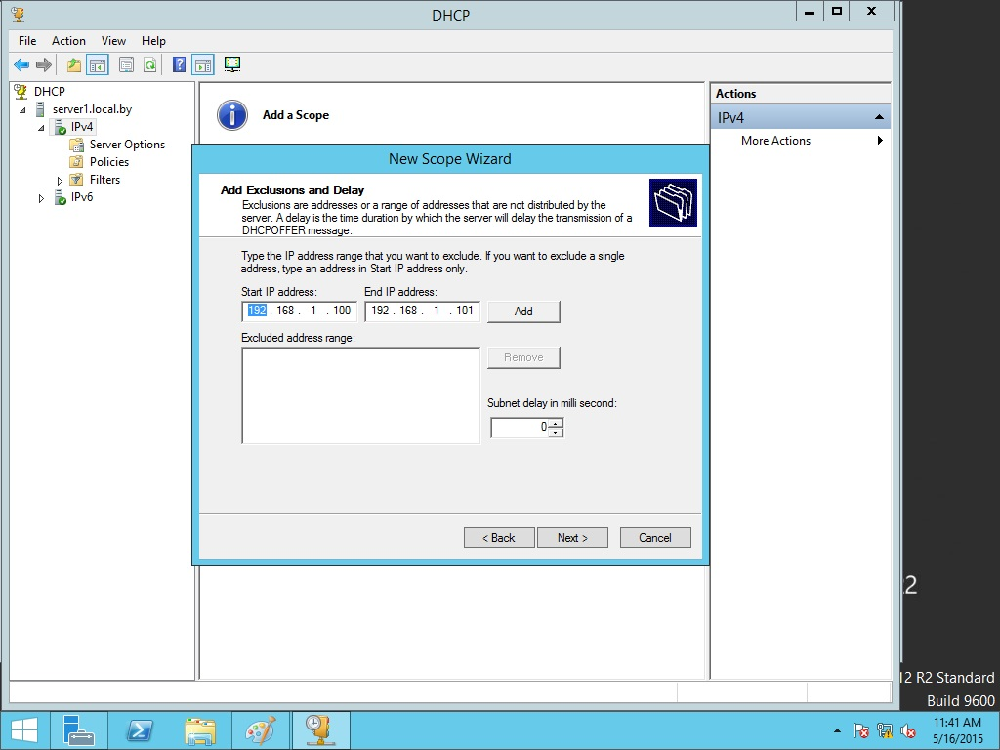 DHCP
File Action View Help
DHCP
server1.local.by
IPv4
Server Options
Policies
Filters
IPv6
Add a Scope
Actions
IPv4
More Actions
New Scope Wizard
Add Exclusions and Delay
Exclusions are addresses or a range of addresses that are not distributed by the
server. A delay is the time duration by which the server will delay the transmission of a
DHCPOFFER message.
Type the IP address range that you want to exclude. If you want to exclude a single
address, type an address in Start IP address only.
Start IP address: End IP address:
192 . 168 . 1 . 100 192 . 168 . 1 . 101 Add
Excluded address range:
Remove
Subnet delay in milli second:
0
< Back Next > Cancel
2
12 R2 Standard
Build 9600
11:41 AM
5/16/2015